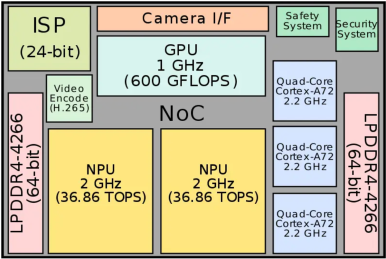 ISP
(24-bit)
Camera I/F
Safety
System
Security
System
GPU
1 GHz
(600 GFLOPS)
Video
Encode
(H.265)
NoC
Quad-Core
Cortex-A72
2.2 GHz
Quad-Core
Cortex-A72
2.2 GHz
Quad-Core
Cortex-A72
2.2 GHz
LPDDR4-4266
(64-bit)
NPU
2 GHz
(36.86 TOPS)
NPU
2 GHz
(36.86 TOPS)
LPDDR4-4266
(64-bit)